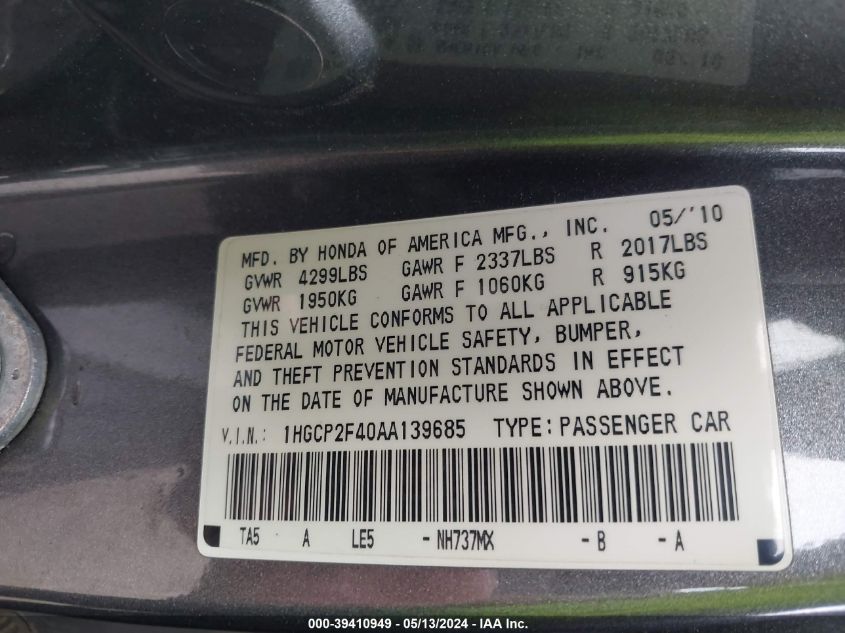 MFD. BY HONDA OF AMERICA MFG., INC. 05/'10
GVWR 4299LBS GAWR F 2337LBS R 2017LBS
GVWR 1950KG GAWR F 1060KG R 915KG
THIS VEHICLE CONFORMS TO ALL APPLICABLE
FEDERAL MOTOR VEHICLE SAFETY, BUMPER,
AND THEFT PREVENTION STANDARDS IN EFFECT
ON THE DATE OF MANUFACTURE SHOWN ABOVE.
V.I.N.: 1HGCP2F40AA139685 TYPE: PASSENGER CAR
TA5 A LE5 - NH737MX - B - A
000-39410949 - 05/13/2024 - IAA Inc.